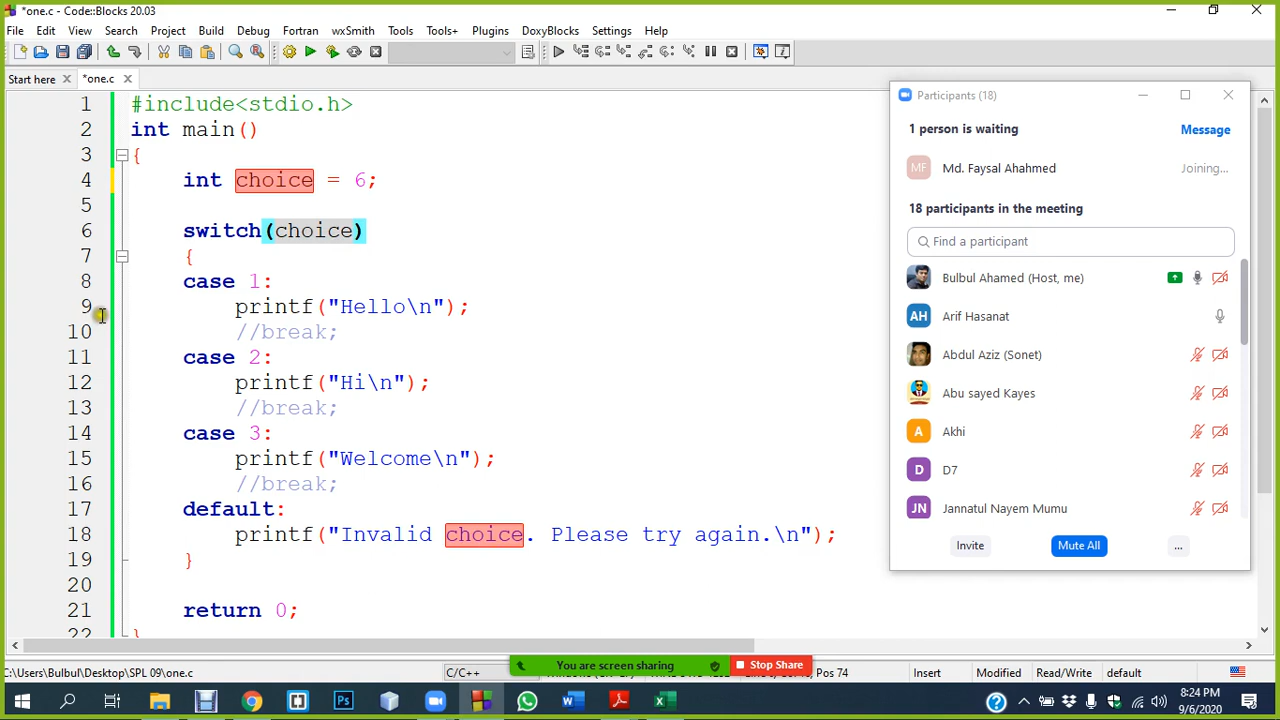 *one.c - Code::Blocks 20.03
File Edit View Search Project Build Debug Fortran wxSmith Tools Tools+ Plugins DoxyBlocks Settings Help
Start here
*one.c
1 #include<stdio.h>
2 int main()
3 {
4 int choice = 6;
5
6 switch(choice)
7 {
8 case 1:
9 printf("Hello\n");
10 //break;
11 case 2:
12 printf("Hi\n");
13 //break;
14 case 3:
15 printf("Welcome\n");
16 //break;
17 default:
18 printf("Invalid choice. Please try again.\n");
19 }
20
21 return 0;
22 }
Participants (18)
1 person is waiting
Message
MF Md. Faysal Ahahmed Joining...
18 participants in the meeting
Find a participant
Bulbul Ahamed (Host, me)
AH Arif Hasanat
Abdul Aziz (Sonet)
Abu sayed Kayes
A Akhi
D D7
JN Jannatul Nayem Mumu
Invite Mute All ...
C:\Users\Bulbul\Desktop\SPL 09\one.c C/C++ Pos 74 Insert Modified Read/Write default
You are screen sharing Stop Share
Ps
8:24 PM
9/6/2020